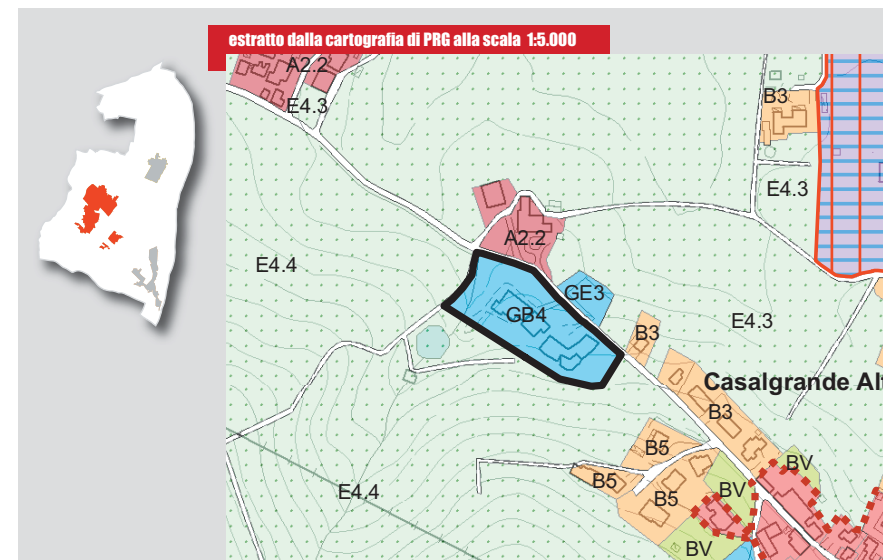 estratto dalla cartografia di PRG alla scala 1:5.000
A2.2
E4.3
B3
E4.3
A2.2
E4.4
GE3
GB4
E4.3
B3
Casalgrande Alt
B3
B5
BV
B5
BV
E4.4
B5
BV